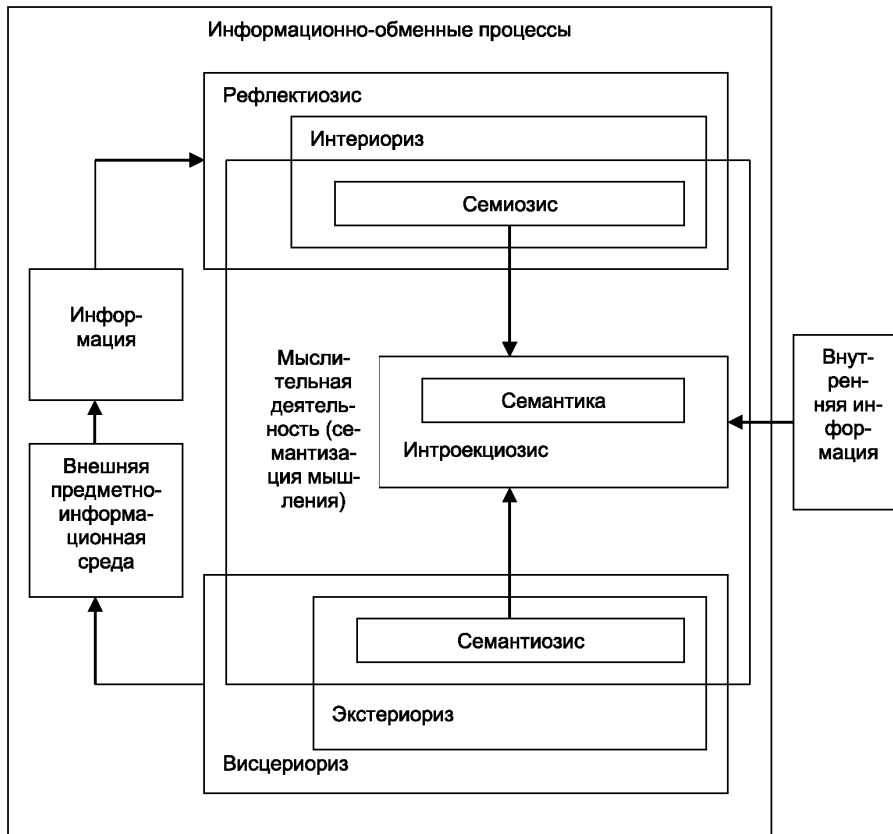 Информационно-обменные процессы
Рефлектиозис
Интериориз
Семиозис
Инфор-
мация
Мысли-
тельная
деятель-
ность (се-
мантиза-
ция мыш-
ления)
Семантика
Интроекциозис
Внут-
рен-
няя ин-
фор-
мация
Внешняя
предметно-
информа-
ционная
среда
Семантиозис
Экстериориз
Висцериориз